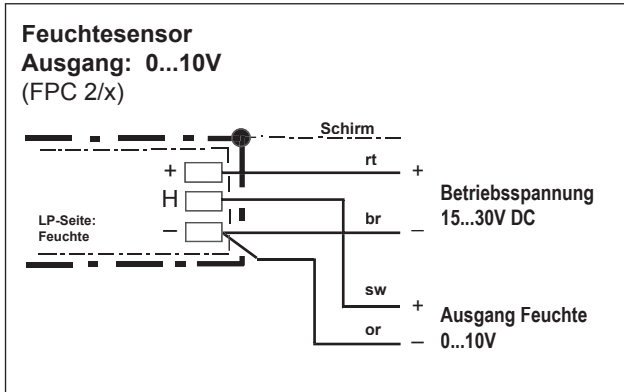 Feuchtesensor
Ausgang: 0...10V
(FPC 2/x)
Schirm
+ rt +
H
Betriebsspannung
15...30V DC
LP-Seite:
Feuchte
– br –
sw +
Ausgang Feuchte
0...10V
or –